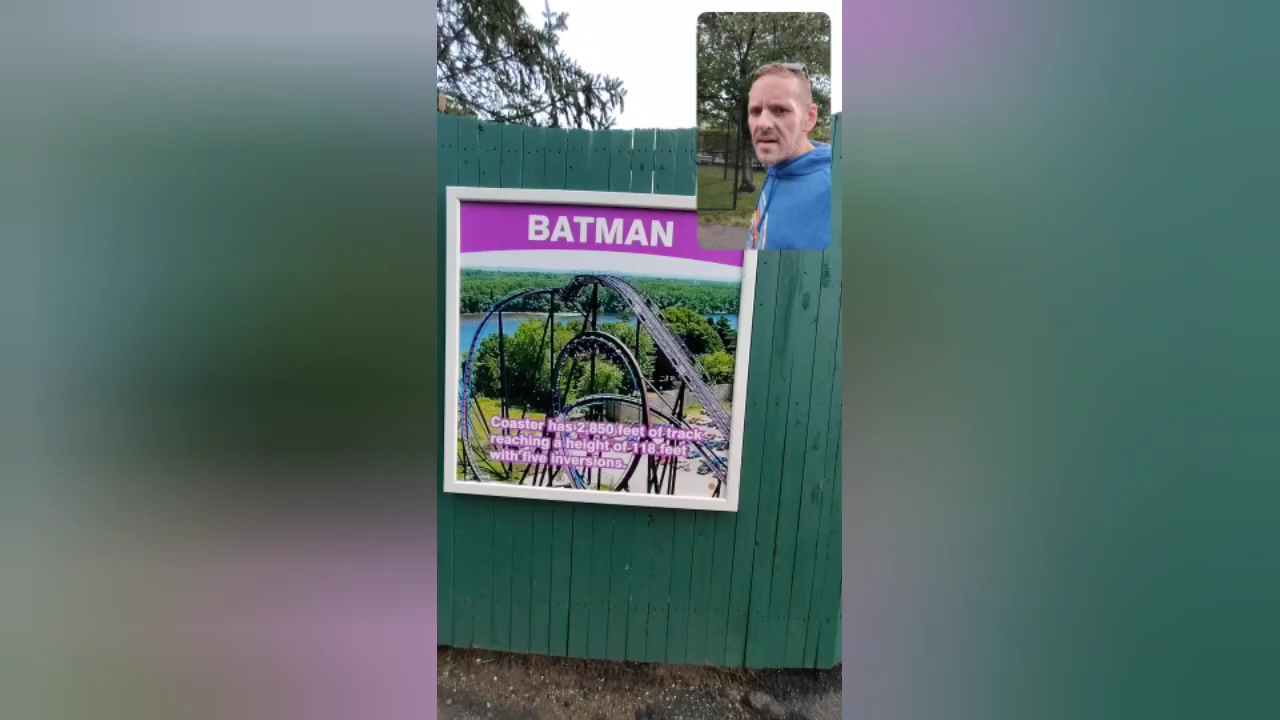 BATMAN
Coaster has 2,850 feet of track
reaching a height of 118 feet
with five inversions.